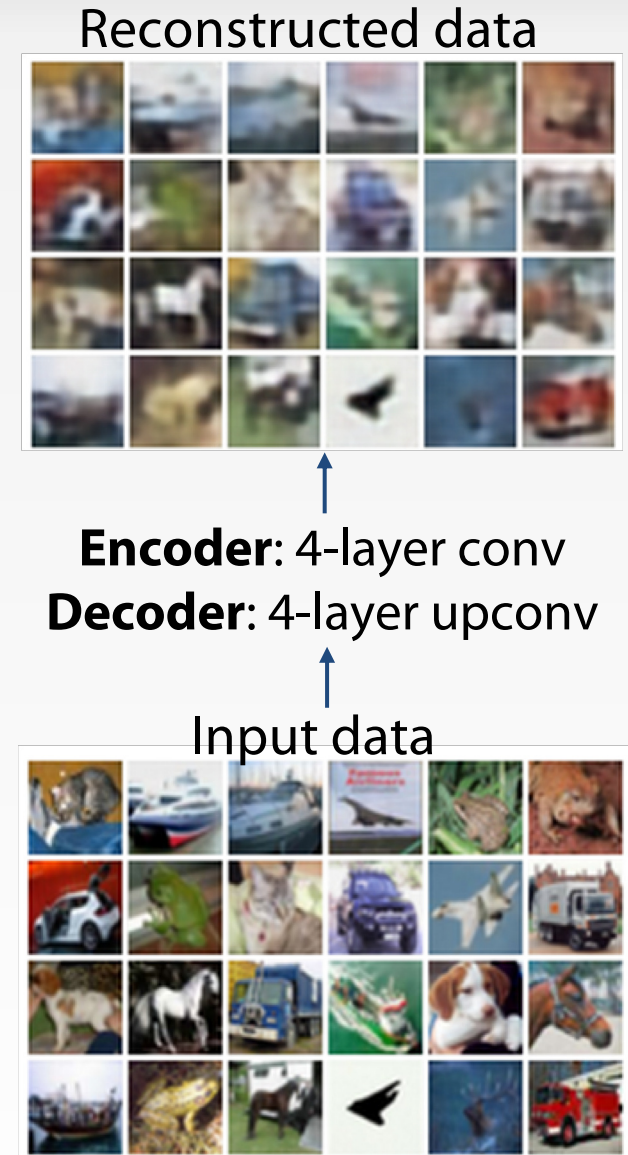 Reconstructed data
Encoder: 4-layer conv
Decoder: 4-layer upconv
Input data